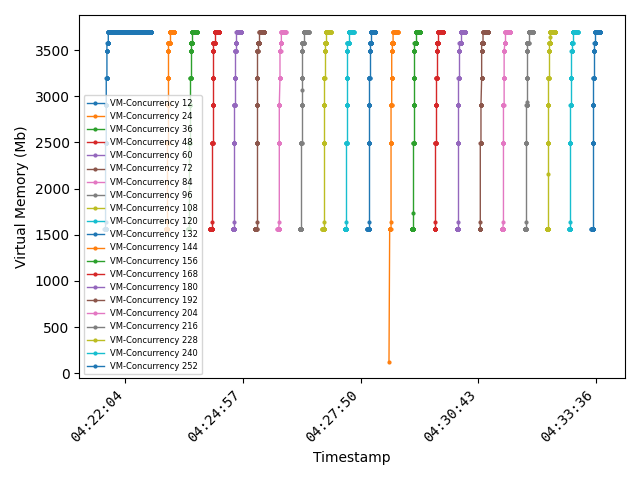 Virtual Memory (Mb)
3500
3000
2500
2000
1500
1000
500
0
VM-Concurrency 12
VM-Concurrency 24
VM-Concurrency 36
VM-Concurrency 48
VM-Concurrency 60
VM-Concurrency 72
VM-Concurrency 84
VM-Concurrency 96
VM-Concurrency 108
VM-Concurrency 120
VM-Concurrency 132
VM-Concurrency 144
VM-Concurrency 156
VM-Concurrency 168
VM-Concurrency 180
VM-Concurrency 192
VM-Concurrency 204
VM-Concurrency 216
VM-Concurrency 228
VM-Concurrency 240
VM-Concurrency 252
04:22:04
04:24:57
04:27:50
04:30:43
04:33:36
Timestamp